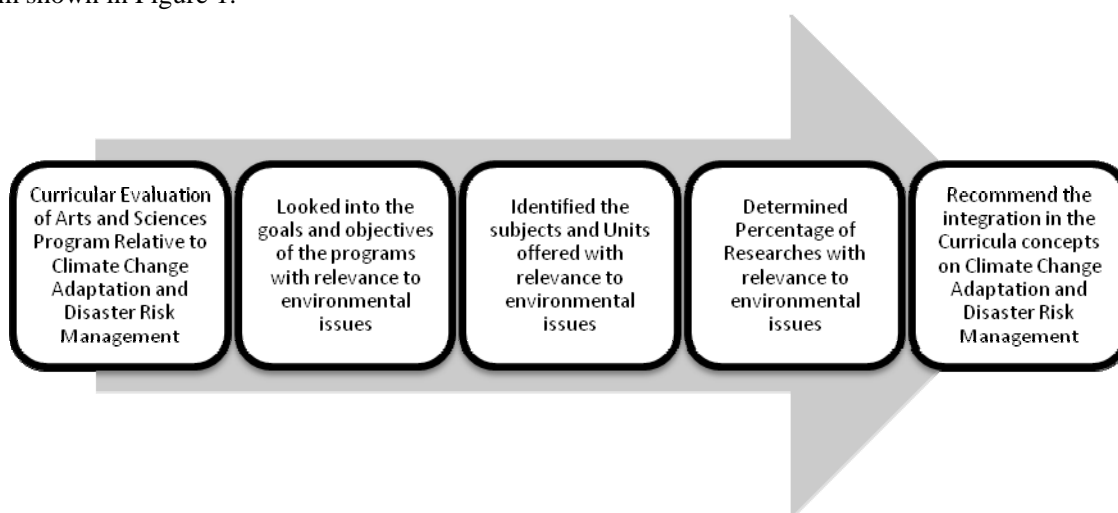 shown in Figure 1.
Curricular Evaluation
of Arts and Sciences
Program Relative to
Climate Change
Adaptation and
Disaster Risk
Management
Looked into the
goals and objectives
of the programs
with relevance to
environmental
issues
Identified the
subjects and Units
offered with
relevance to
environmental
issues
Determined
Percentage of
Researches with
relevance to
environmental
issues
Recommend the
integration in the
Curricula concepts
on Climate Change
Adaptation and
Disaster Risk
Management